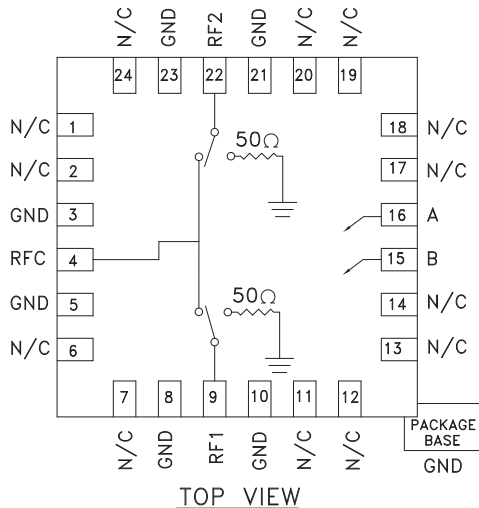 N/C GND RF2 GND N/C N/C
24 23 22 21 20 19
50Ω
N/C 1
18 N/C
N/C 2
17 N/C
GND 3
16 A
RFC 4
15 B
GND 5
14 N/C
50Ω
N/C 6
13 N/C
7 8 9 10 11 12
N/C GND RF1 GND N/C N/C
PACKAGE
BASE
GND
TOP VIEW